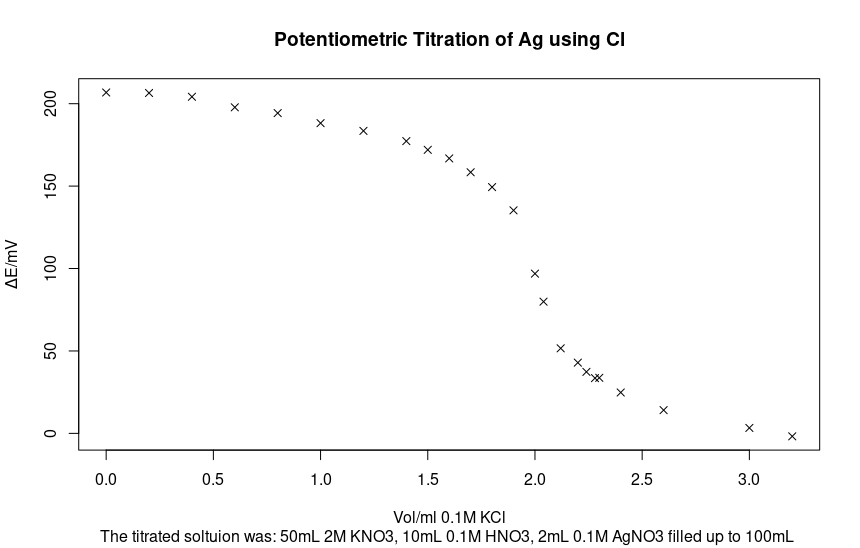 Potentiometric Titration of Ag using Cl
200
150
100
50
0
ΔE/mV
0.0 0.5 1.0 1.5 2.0 2.5 3.0
Vol/ml 0.1M KCl
The titrated soltuion was: 50mL 2M KNO3, 10mL 0.1M HNO3, 2mL 0.1M AgNO3 filled up to 100mL